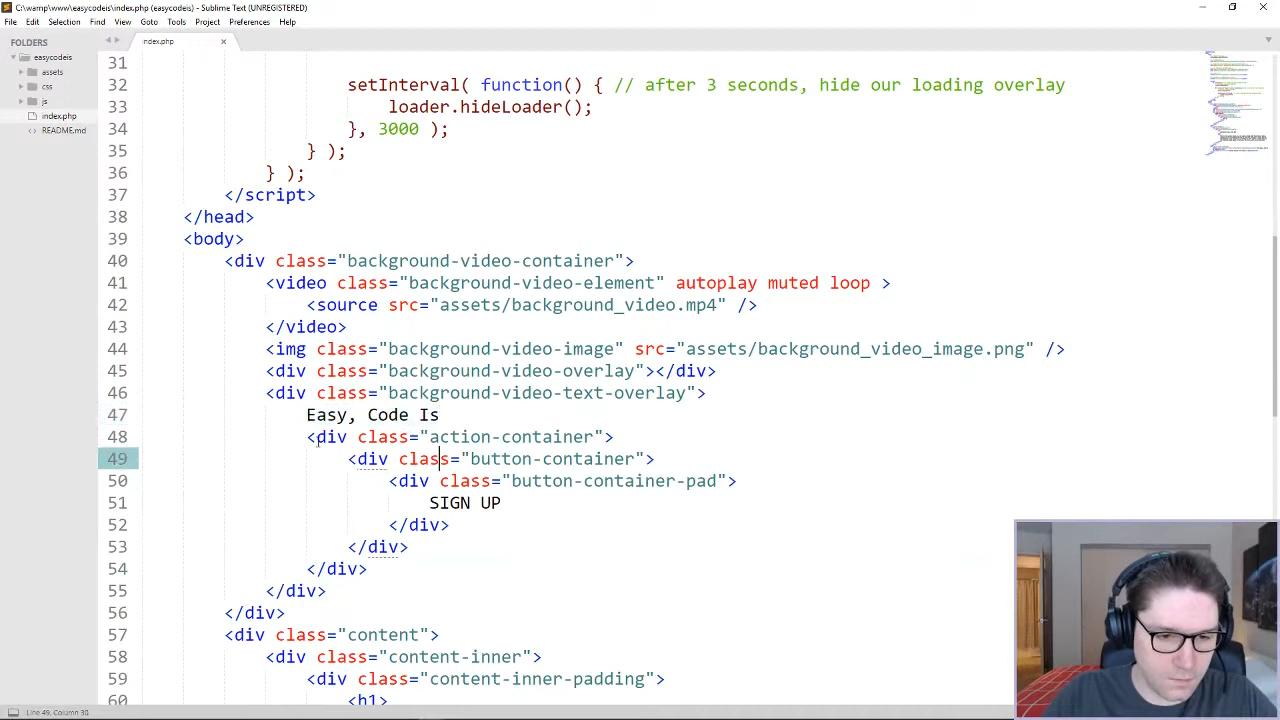 C:\wamp\www\easycodeis\index.php (easycodeis) - Sublime Text (UNREGISTERED)
File Edit Selection Find View Goto Tools Project Preferences Help
FOLDERS
easycodeis
assets
css
js
index.php
README.md
index.php
31
32 setInterval( function() { // after 3 seconds, hide our loading overlay
33 loader.hideLoader();
34 }, 3000 );
35 } );
36 } );
37 </script>
38 </head>
39 <body>
40 <div class="background-video-container">
41 <video class="background-video-element" autoplay muted loop >
42 <source src="assets/background_video.mp4" />
43 </video>
44 <img class="background-video-image" src="assets/background_video_image.png" />
45 <div class="background-video-overlay"></div>
46 <div class="background-video-text-overlay">
47 Easy, Code Is
48 <div class="action-container">
49 <div class="button-container">
50 <div class="button-container-pad">
51 SIGN UP
52 </div>
53 </div>
54 </div>
55 </div>
56 </div>
57 <div class="content">
58 <div class="content-inner">
59 <div class="content-inner-padding">
60 <h1>
Line 49, Column 30